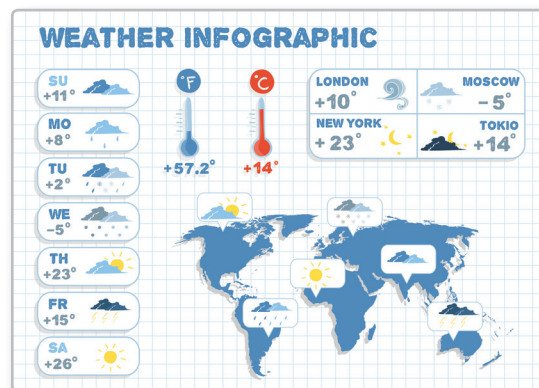 WEATHER INFOGRAPHIC
SU
+11°
MO
+8°
TU
+2°
WE
-5°
TH
+23°
FR
+15°
SA
+26°
°F
+57.2°
°C
+14°
LONDON
+10°
MOSCOW
-5°
NEW YORK
+ 23°
TOKIO
+14°